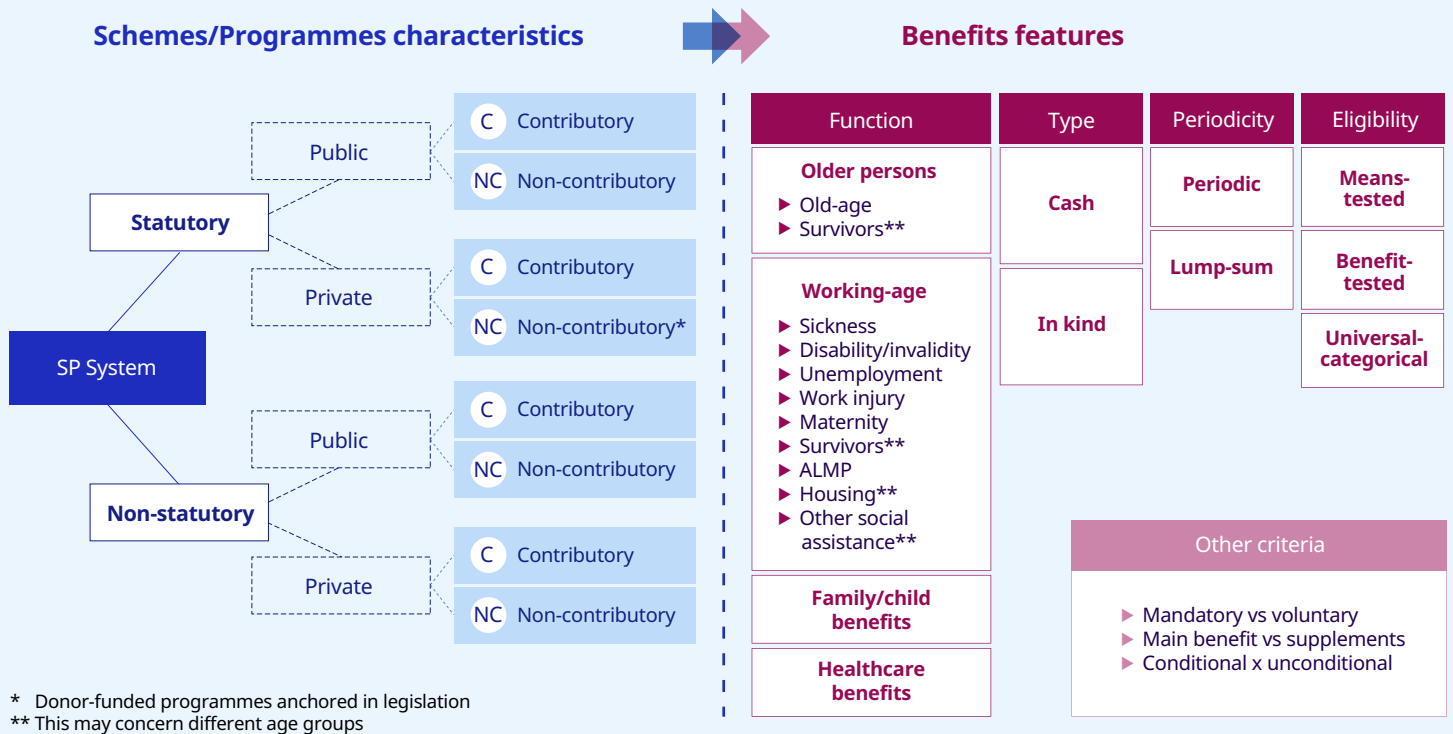 Schemes/Programmes characteristics
Benefits features
SP System
Statutory
Public
C Contributory
NC Non-contributory
Private
C Contributory
NC Non-contributory*
Non-statutory
Public
C Contributory
NC Non-contributory
Private
C Contributory
NC Non-contributory
* Donor-funded programmes anchored in legislation
** This may concern different age groups
Function
Older persons
Old-age
Survivors**
Working-age
Sickness
Disability/invalidity
Unemployment
Work injury
Maternity
Survivors**
ALMP
Housing**
Other social
assistance**
Family/child
benefits
Healthcare
benefits
Type
Cash
In kind
Periodicity
Periodic
Lump-sum
Eligibility
Means-
tested
Benefit-
tested
Universal-
categorical
Other criteria
Mandatory vs voluntary
Main benefit vs supplements
Conditional x unconditional